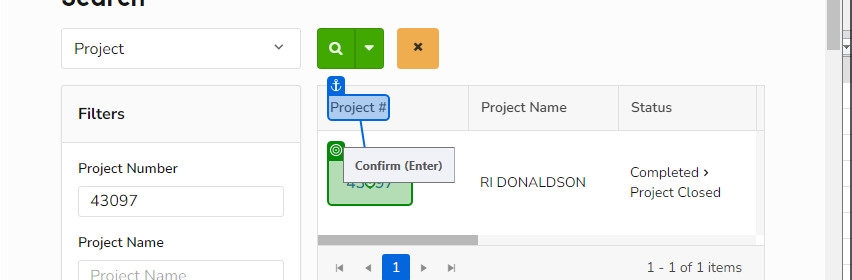 Search
Project
Filters
Project Number
43097
Project Name
Project Name
Project #
Project Name
Status
Confirm (Enter)
43097
RI DONALDSON
Completed >
Project Closed
1
1 - 1 of 1 items